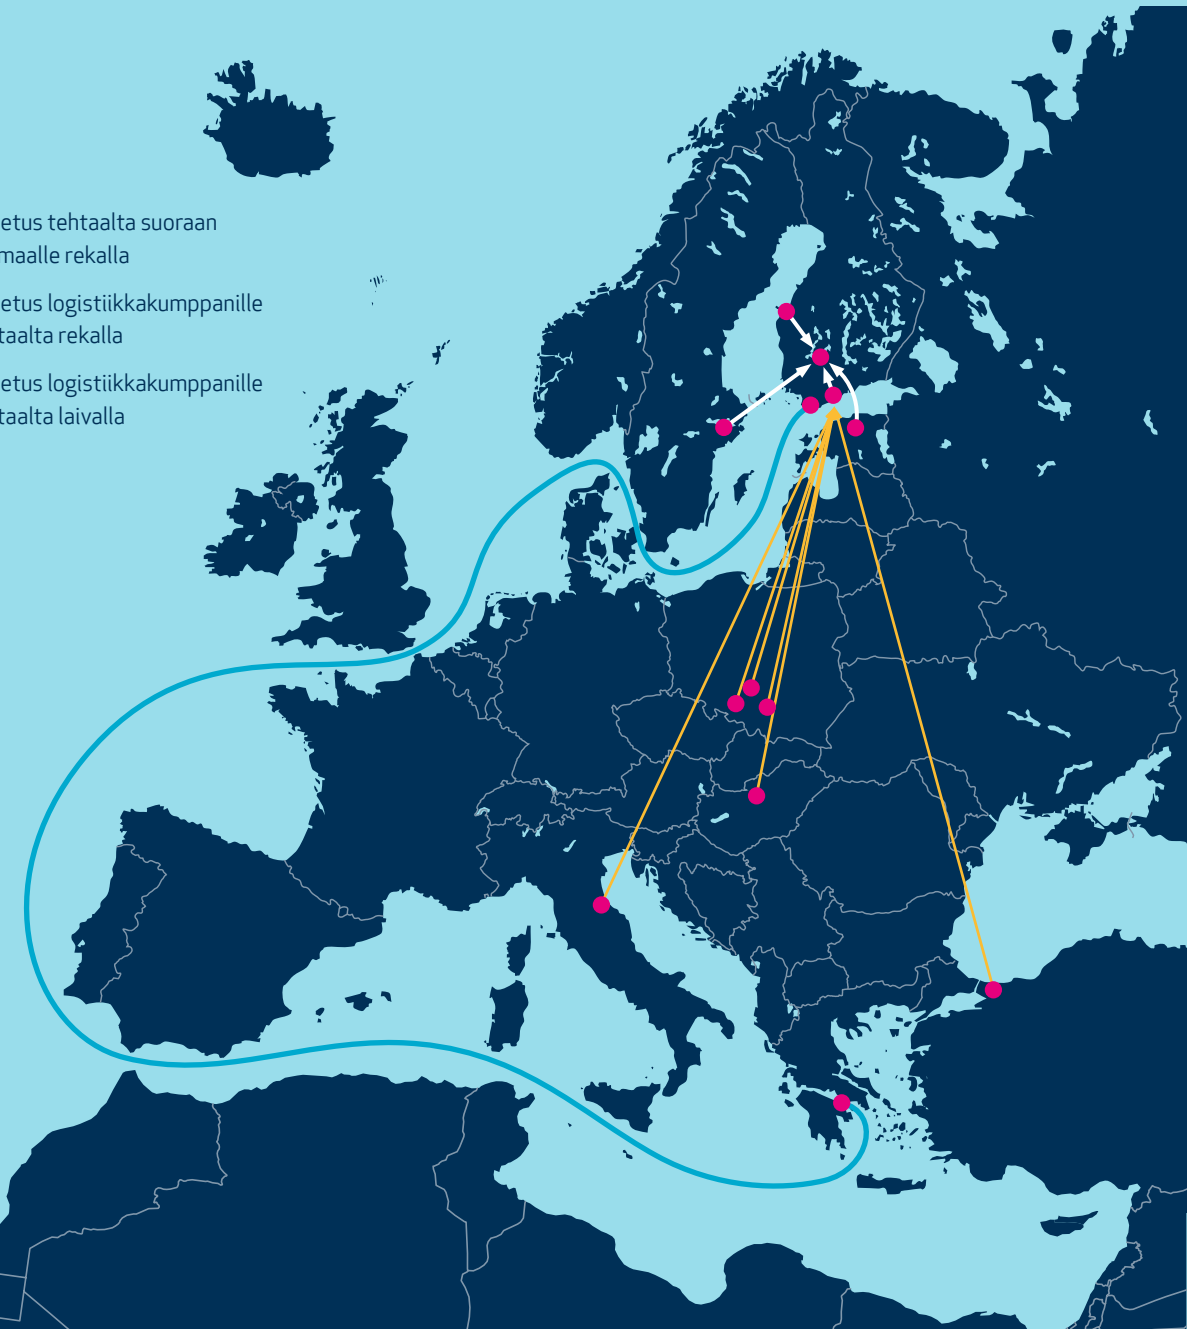 etus tehtaalta suoraan
maalle rekalla
etus logistiikkakumppanille
taalta rekalla
etus logistiikkakumppanille
taalta laivalla